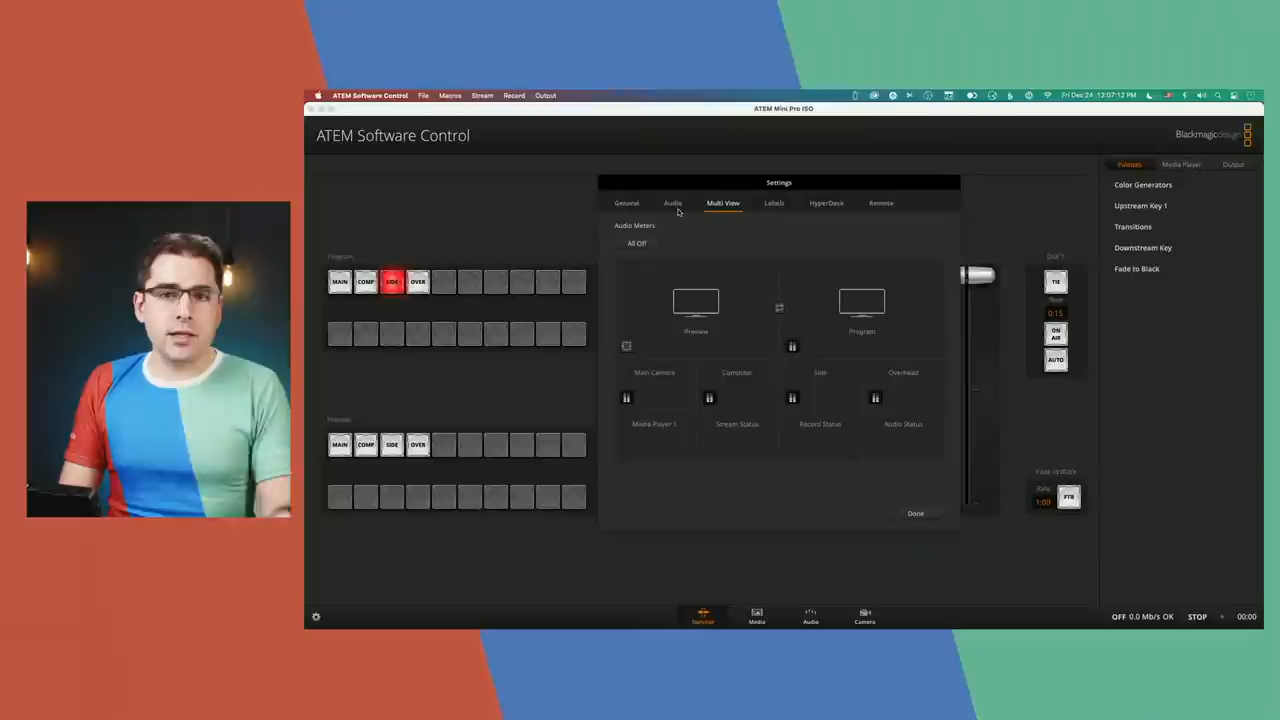 ATEM Software Control File Macros Stream Record Output Fri Dec 24 12:07:12 PM
ATEM Mini Pro ISO
ATEM Software Control
Blackmagicdesign
Palettes Media Player Output
Settings
General Audio Multi View Labels HyperDeck Remote
Color Generators
Upstream Key 1
Transitions
Downstream Key
Fade to Black
Audio Meters
All Off
Program
MAIN COMP SIDE OVER
Preview
Program
TIE
0:15
ON
AIR
AUTO
Main Camera Computer Side Overhead
Media Player 1 Stream Status Record Status Audio Status
MAIN COMP SIDE OVER
Fade to Black
Rate
1:00
FTB
Done
Switcher Media Audio Camera
OFF 0.0 Mb/s OK STOP 00:00